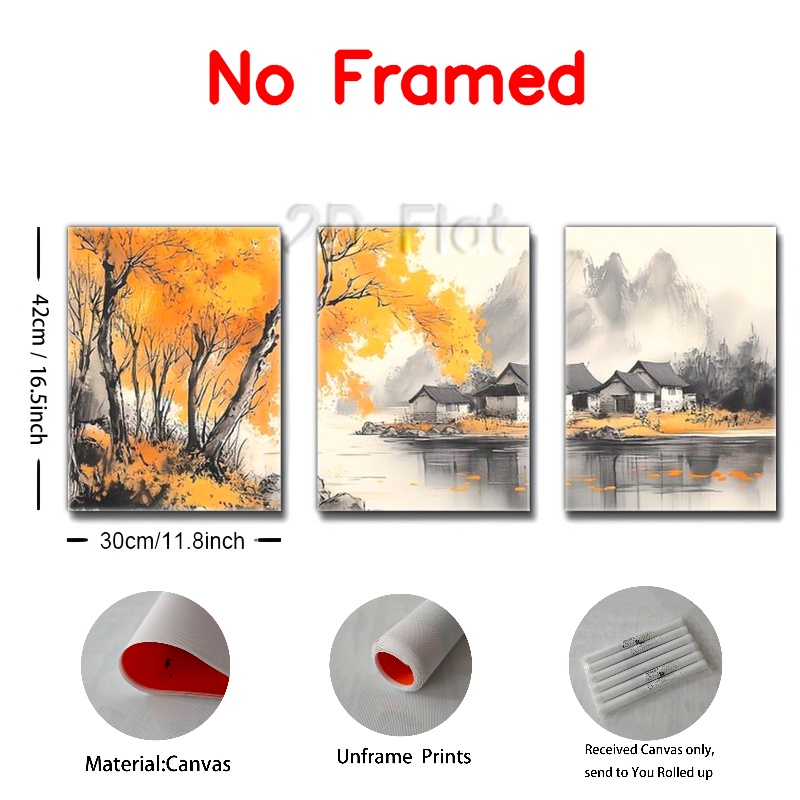 No Framed
2D Flat
42cm / 16.5inch
30cm/11.8inch
Material:Canvas
Unframe Prints
Received Canvas only,
send to You Rolled up